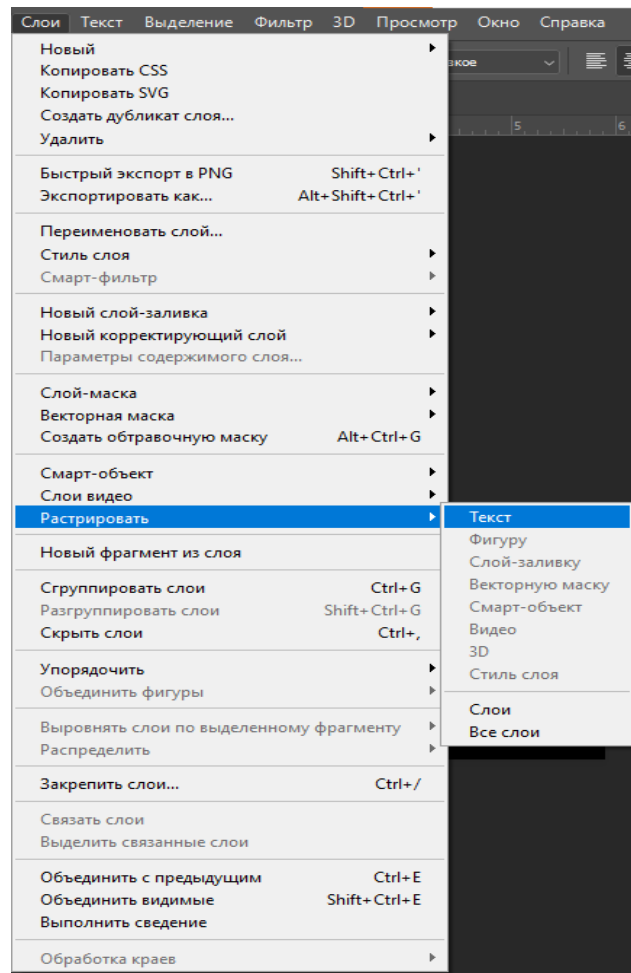 Слои Текст Выделение Фильтр 3D Просмотр Окно Справка
Новый
Копировать CSS
Копировать SVG
Создать дубликат слоя...
Удалить
5 6
Быстрый экспорт в PNG Shift+Ctrl+'
Экспортировать как... Alt+Shift+Ctrl+'
Переименовать слой...
Стиль слоя
Смарт-фильтр
Новый слой-заливка
Новый корректирующий слой
Параметры содержимого слоя...
Слой-маска
Векторная маска
Создать обтравочную маску Alt+Ctrl+G
Смарт-объект
Слои видео
Растрировать
Новый фрагмент из слоя
Сгруппировать слои Ctrl+G
Разгруппировать слои Shift+Ctrl+G
Скрыть слои Ctrl+,
Упорядочить
Объединить фигуры
Выровнять слои по выделенному фрагменту
Распределить
Закрепить слои... Ctrl+/
Связать слои
Выделить связанные слои
Объединить с предыдущим Ctrl+E
Объединить видимые Shift+Ctrl+E
Выполнить сведение
Обработка краев
Текст
Фигуру
Слой-заливку
Векторную маску
Смарт-объект
Видео
3D
Стиль слоя
Слои
Все слои